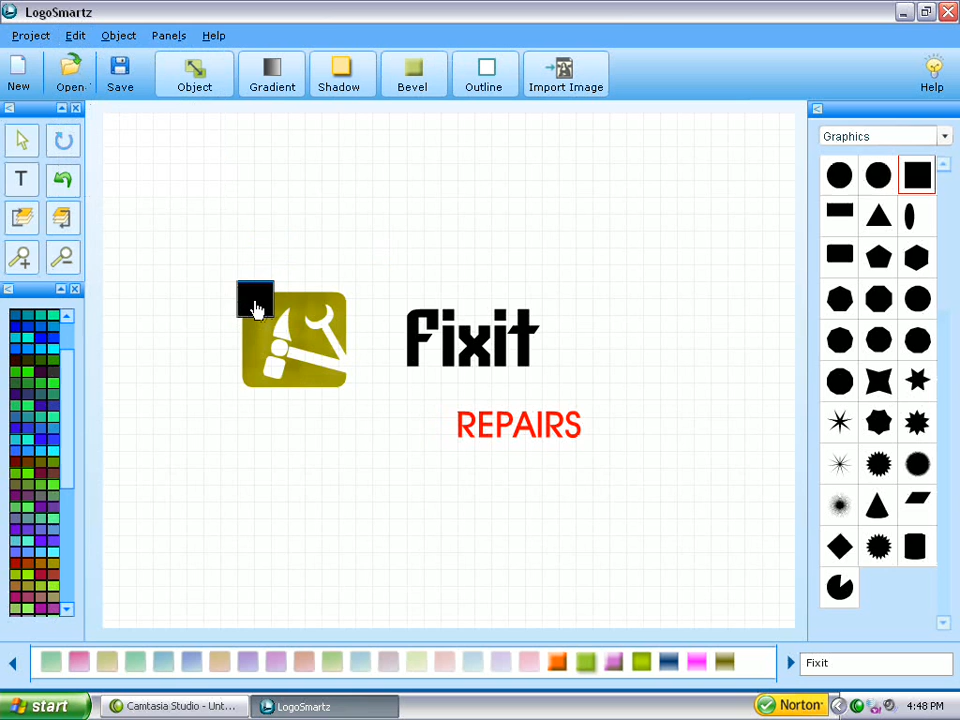 LogoSmartz
Project Edit Object Panels Help
New Open Save Object Gradient Shadow Bevel Outline Import Image Help
Graphics
T
Fixit
REPAIRS
Fixit
start Camtasia Studio - Unt... LogoSmartz Norton 4:48 PM